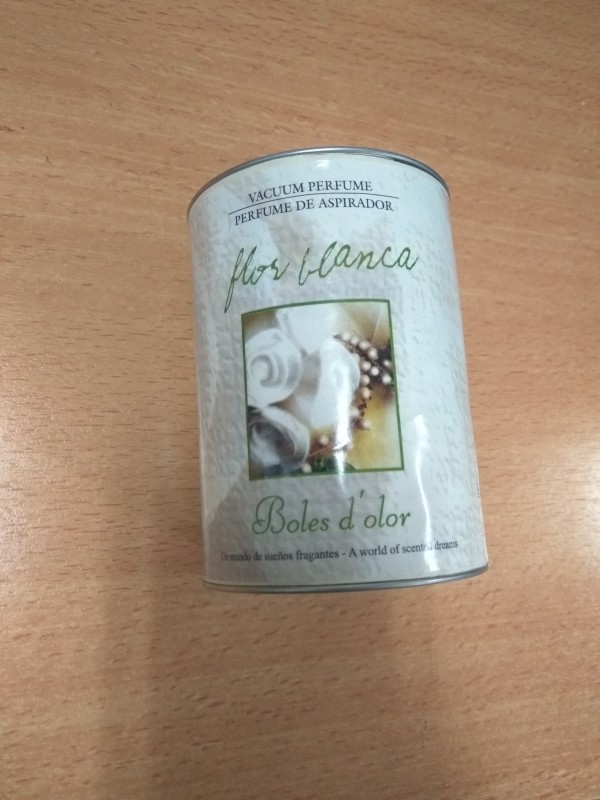 VACUUM PERFUME
PERFUME DE ASPIRADOR
flor blanca
Boles d'olor
Un mundo de sueños fragantes - A world of scented dreams